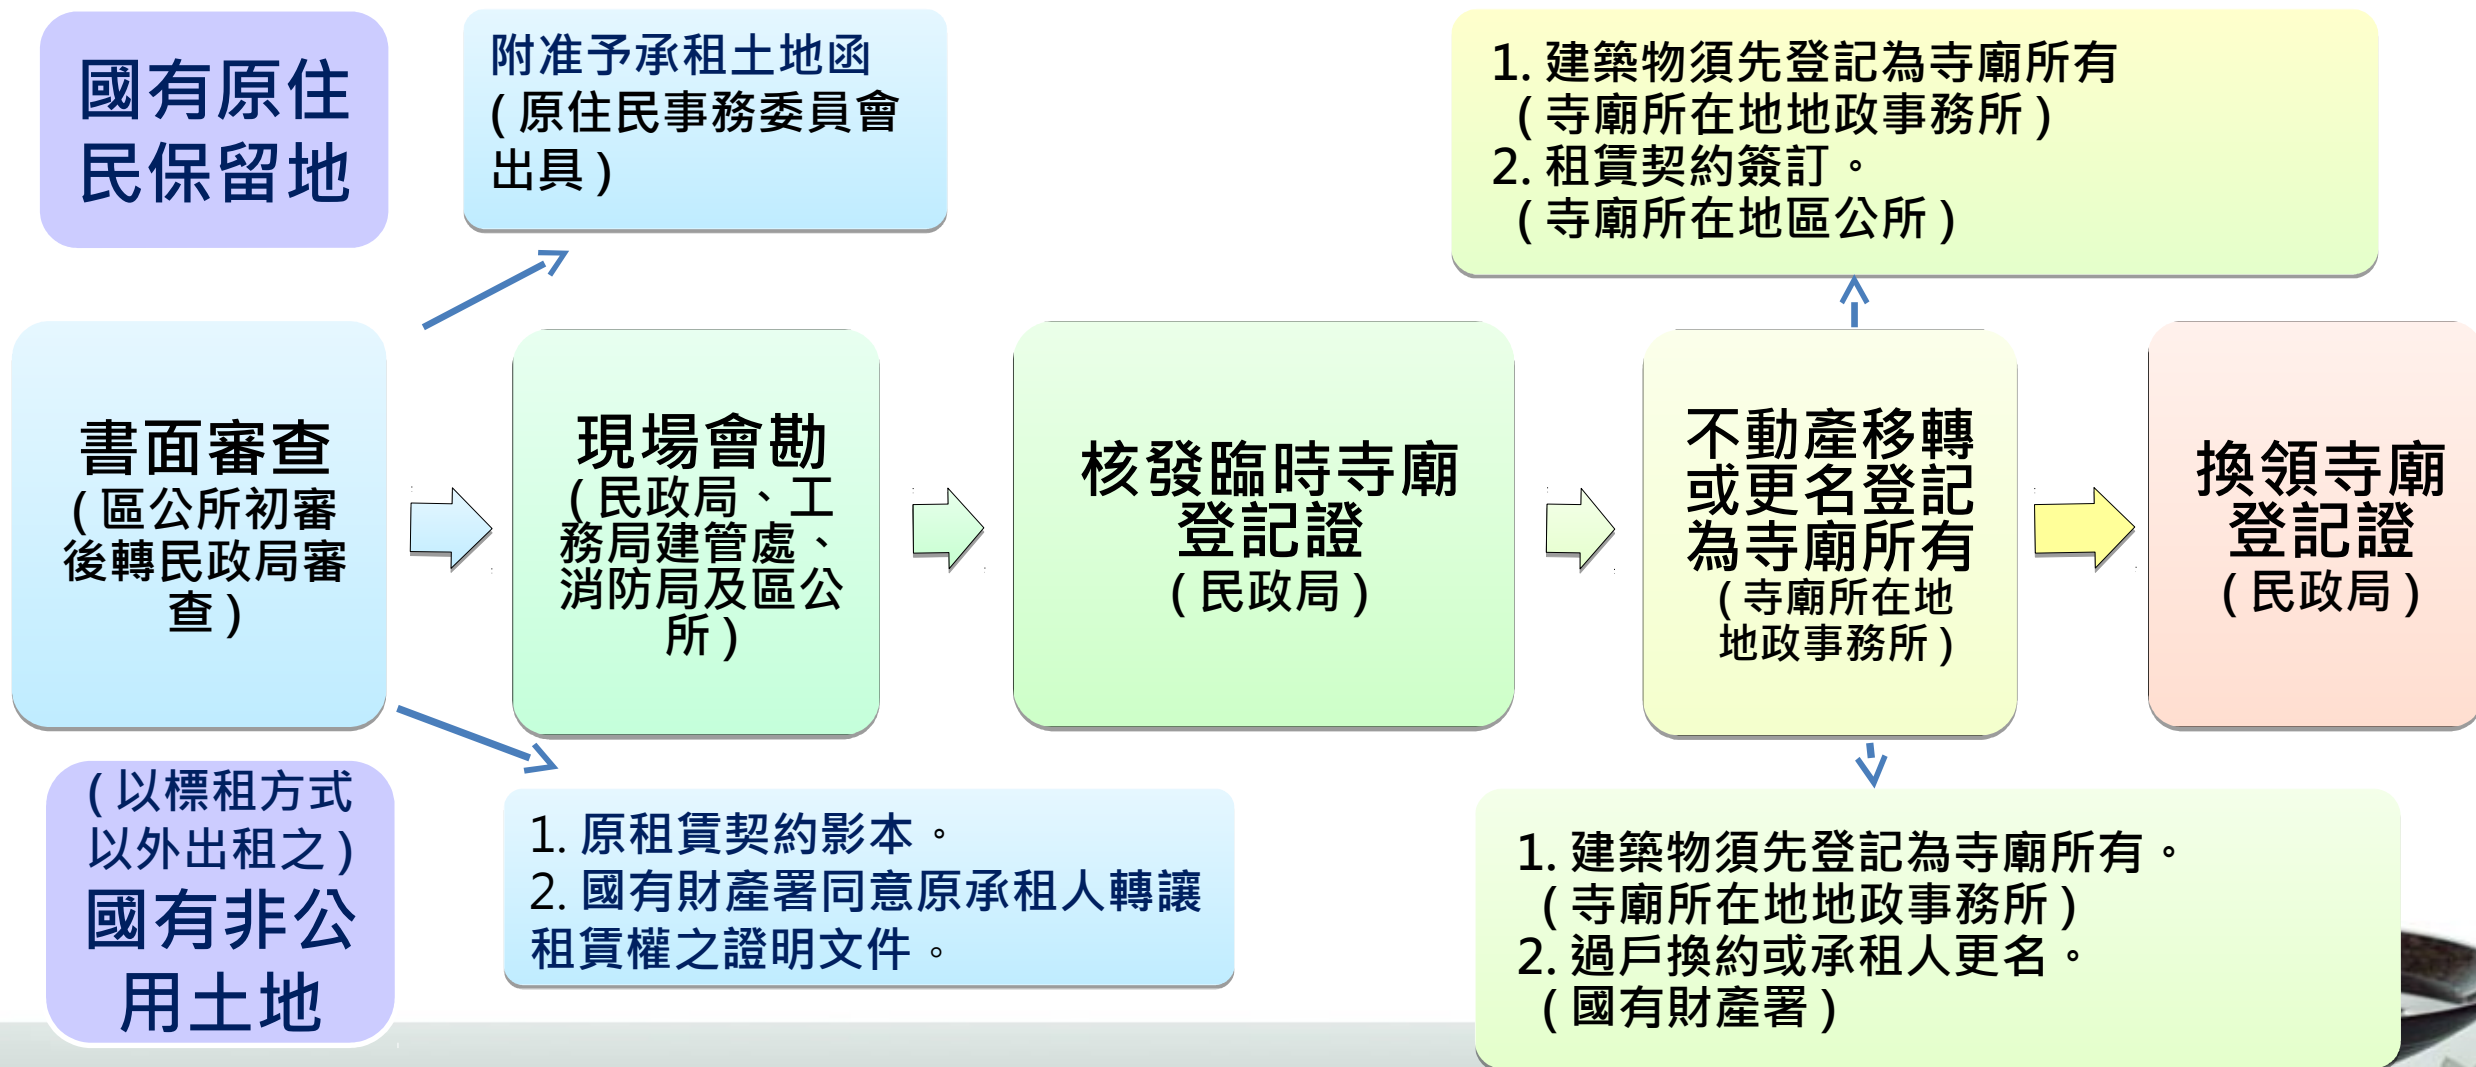 國有原住
民保留地
附准予承租土地函
(原住民事務委員會
出具)
1. 建築物須先登記為寺廟所有
(寺廟所在地地政事務所)
2. 租賃契約簽訂。
(寺廟所在地區公所)
書面審查
(區公所初審
後轉民政局審
查)
現場會勘
(民政局、工
務局建管處、
消防局及區公
所)
核發臨時寺廟
登記證
(民政局)
不動產移轉
或更名登記
為寺廟所有
(寺廟所在地
地政事務所)
換領寺廟
登記證
(民政局)
(以標租方式
以外出租之)
國有非公
用土地
1. 原租賃契約影本。
2. 國有財產署同意原承租人轉讓
租賃權之證明文件。
1. 建築物須先登記為寺廟所有。
(寺廟所在地地政事務所)
2. 過戶換約或承租人更名。
(國有財產署)